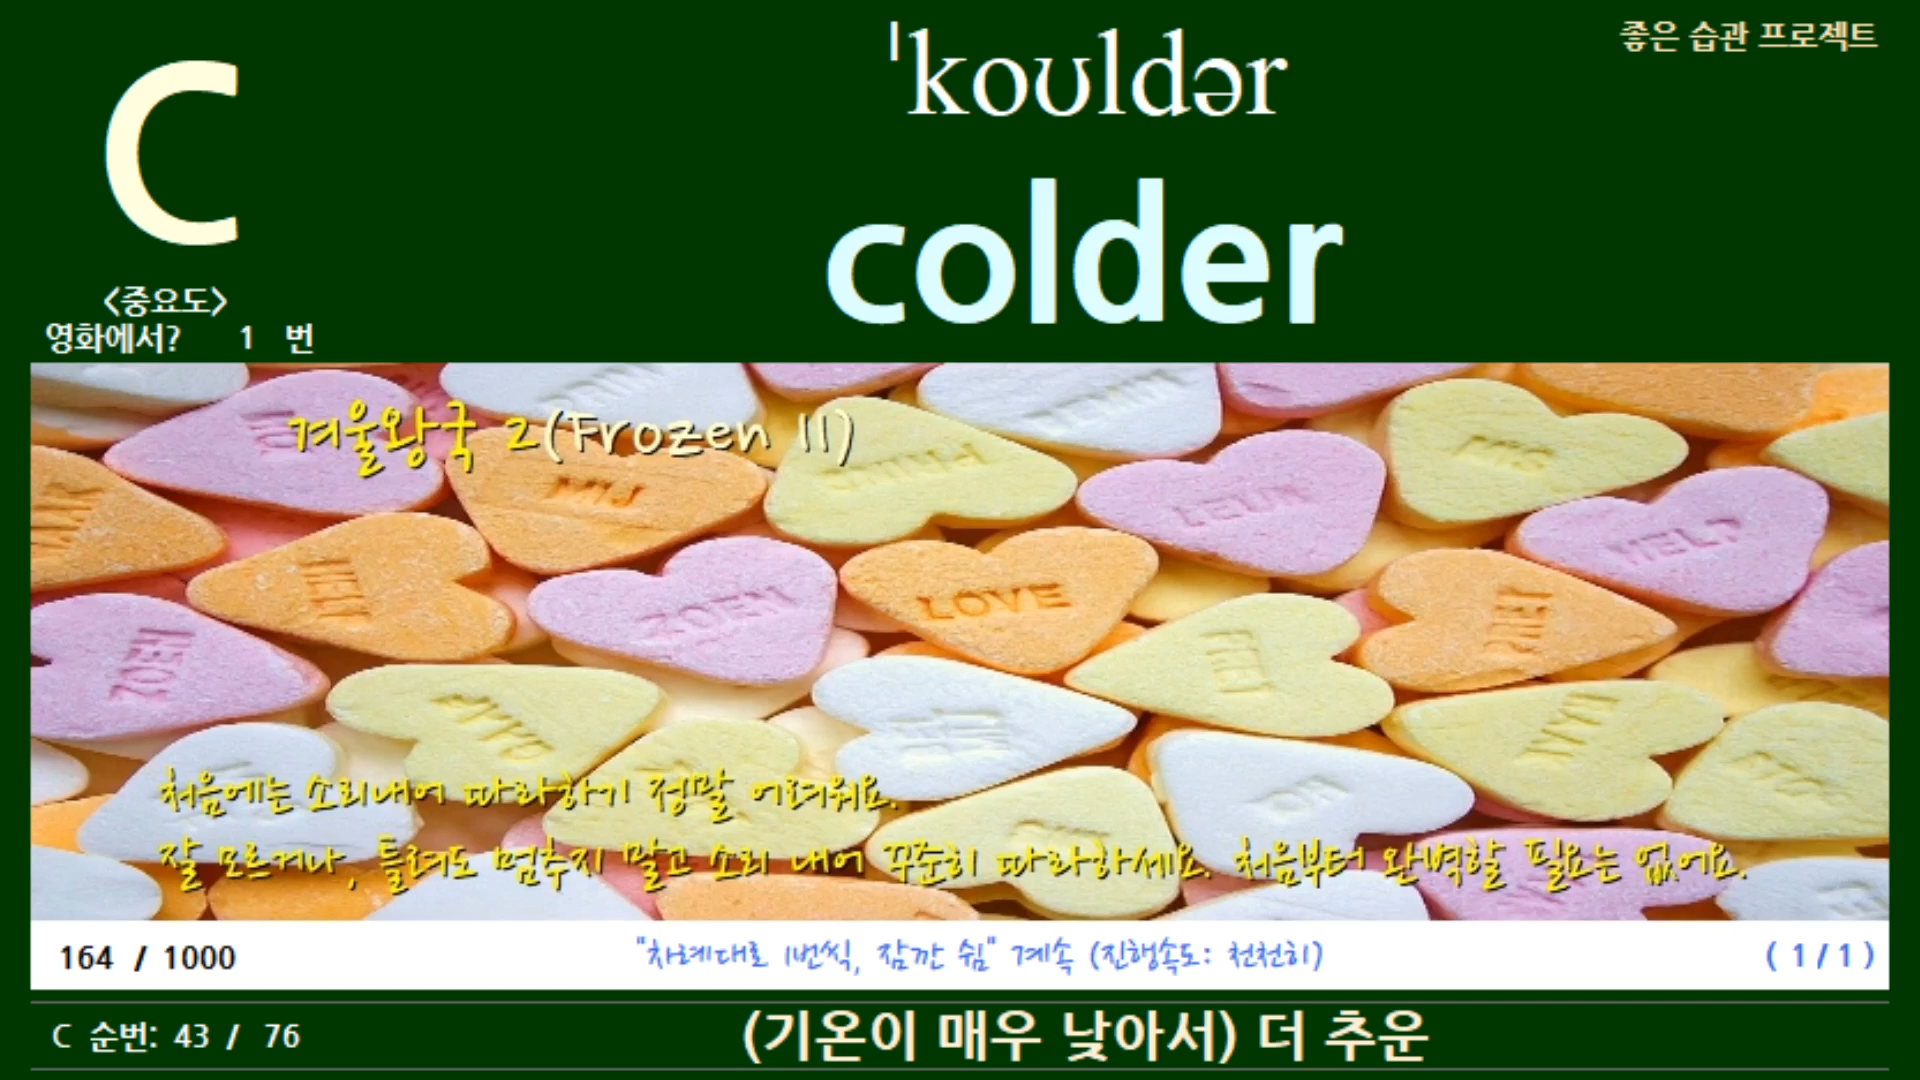 좋은 습관 프로젝트
C
ˈkoʊldər
colder
<중요도>
영화에서? 1 번
겨울왕국 2(Frozen II)
MIJ
LEUK
HELP
ZOEN
LOVE
처음에는 소리내어 따라하기 정말 어려워요.
잘 모르거나, 틀려도 멈추지 말고 소리 내어 꾸준히 따라하세요. 처음부터 완벽할 필요는 없어요.
164 / 1000
"차례대로 1번씩, 잠깐 쉼" 계속 (진행속도: 천천히)
( 1 / 1 )
C 순번: 43 / 76
(기온이 매우 낮아서) 더 추운